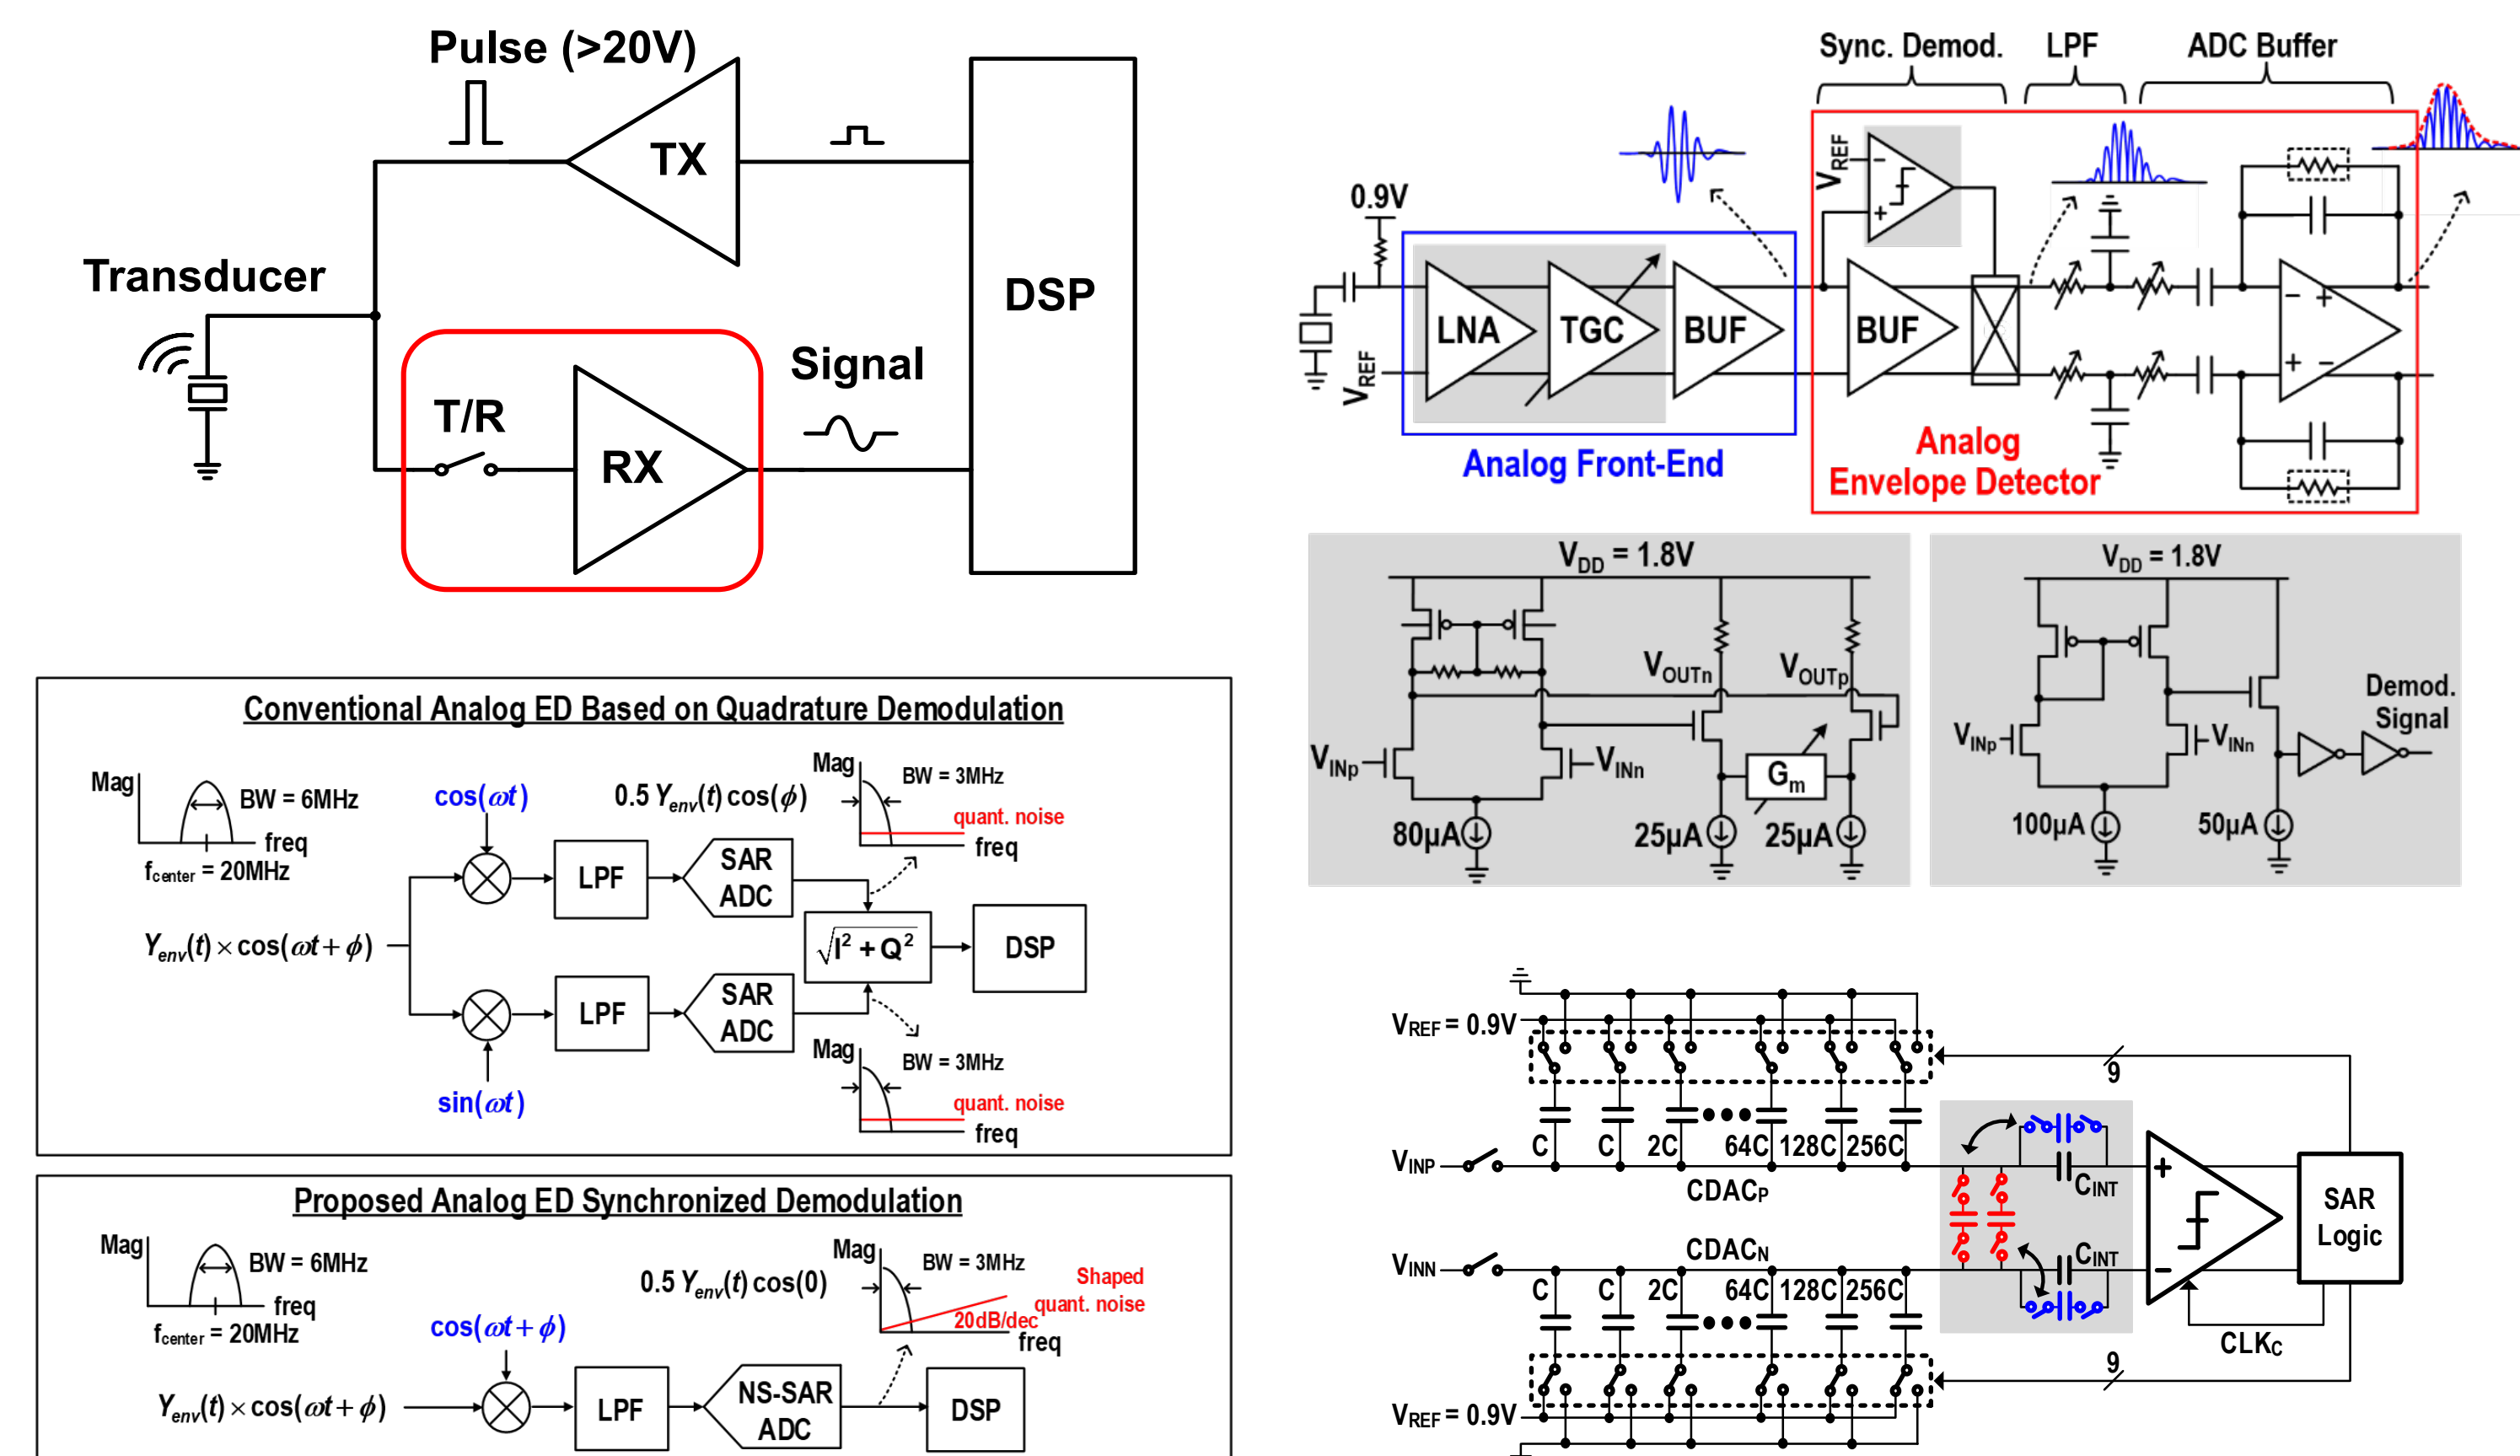 Pulse (>20V)
TX
Transducer
DSP
Signal
T/R
RX
Sync. Demod.
LPF
ADC Buffer
VREF
0.9V
LNA
TGC
BUF
BUF
VREF
Analog Front-End
Analog
Envelope Detector
VDD = 1.8V
VOUTn
VOUTp
VINp
VINn
Gm
80µA
25µA
25µA
VDD = 1.8V
Demod.
Signal
VINp
VINn
100µA
50µA
Conventional Analog ED Based on Quadrature Demodulation
Mag
BW = 6MHz
freq
fcenter = 20MHz
cos(ωt)
0.5 Yenv(t) cos(ϕ)
Mag
BW = 3MHz
quant. noise
freq
LPF
SAR
ADC
Yenv(t) × cos(ωt + ϕ)
√I² + Q²
DSP
LPF
SAR
ADC
sin(ωt)
Mag
BW = 3MHz
quant. noise
freq
Proposed Analog ED Synchronized Demodulation
Mag
BW = 6MHz
freq
fcenter = 20MHz
cos(ωt + ϕ)
0.5 Yenv(t) cos(0)
Mag
BW = 3MHz
Shaped
quant. noise
20dB/dec
freq
Yenv(t) × cos(ωt + ϕ)
LPF
NS-SAR
ADC
DSP
VREF = 0.9V
9
C
C
2C
64C
128C
256C
VINP
CDACP
CINT
SAR
Logic
VINN
CDACN
CINT
C
C
2C
64C
128C
256C
CLKC
9
VREF = 0.9V